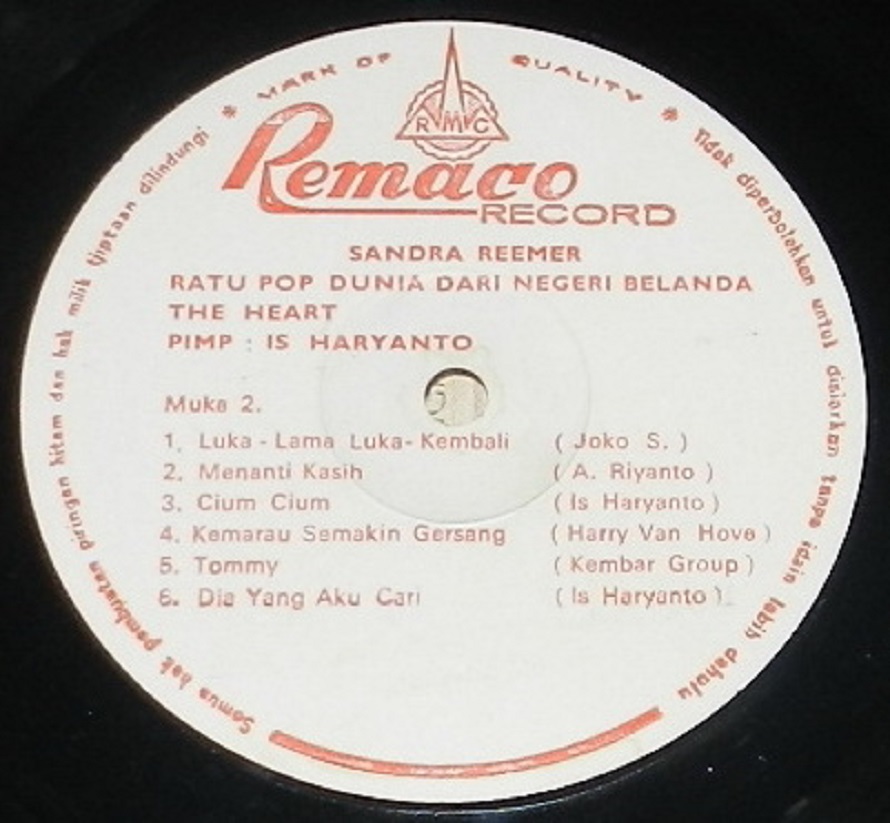 * MARK OF QUALITY *
RMC
Remaco
RECORD
SANDRA REEMER
RATU POP DUNIA DARI NEGERI BELANDA
THE HEART
PIMP : IS HARYANTO
Muka 2.
1. Luka - Lama Luka - Kembali ( Joko S. )
2. Menanti Kasih ( A. Riyanto )
3. Cium Cium ( Is Haryanto )
4. Kemarau Semakin Gersang ( Harry Van Hove )
5. Tommy ( Kembar Group )
6. Dia Yang Aku Cari ( Is Haryanto )
Semua hak pembuatan piringan hitam dan hak milik tjiptaan dilindungi
Tidak diperbolehkan untuk disiarkan tanpa idzin lebih dahulu